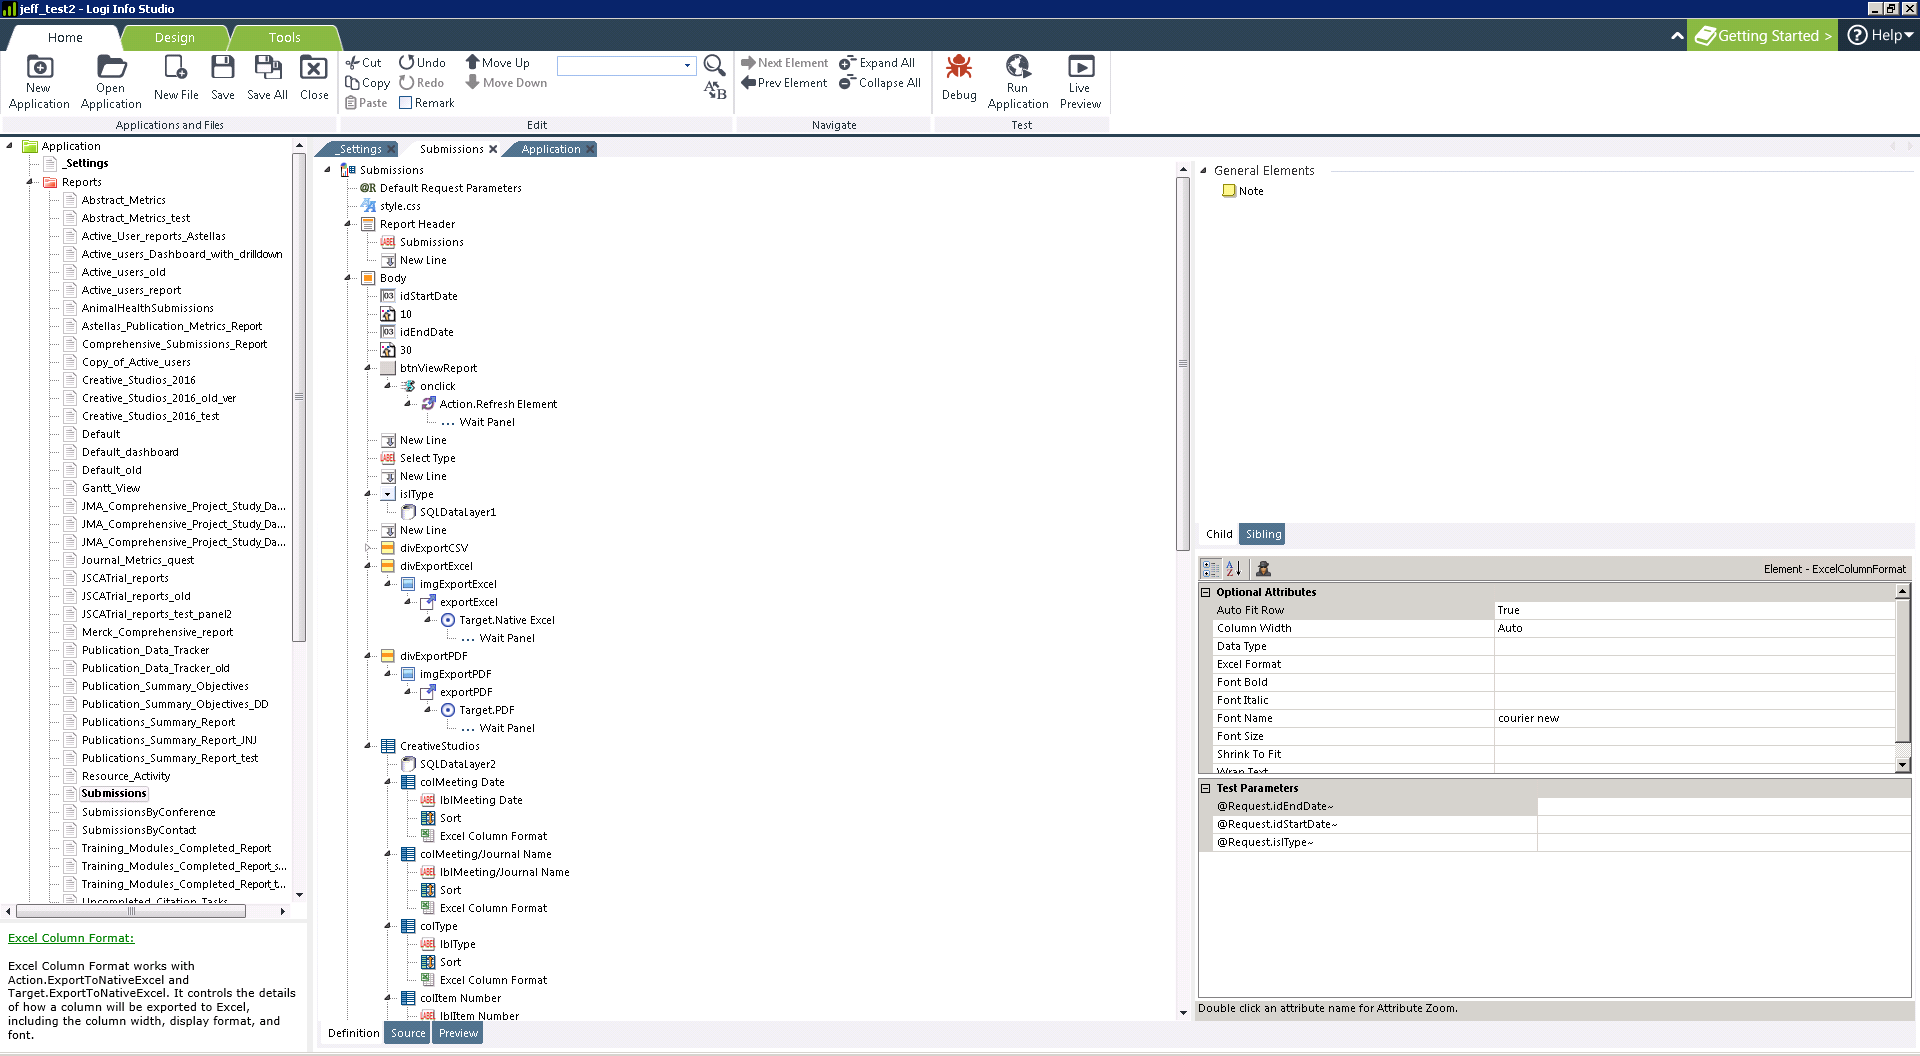 jeff_test2 - Logi Info Studio
Home
Design
Tools
Getting Started >
Help
New Application
Open Application
New File
Save
Save All
Close
Applications and Files
Cut
Copy
Paste
Undo
Redo
Remark
Move Up
Move Down
Edit
Next Element
Prev Element
Expand All
Collapse All
Navigate
Debug
Run Application
Live Preview
Test
Application
_Settings
Reports
Abstract_Metrics
Abstract_Metrics_test
Active_User_reports_Astellas
Active_users_Dashboard_with_drilldown
Active_users_old
Active_users_report
AnimalHealthSubmissions
Astellas_Publication_Metrics_Report
Comprehensive_Submissions_Report
Copy_of_Active_users
Creative_Studios_2016
Creative_Studios_2016_old_ver
Creative_Studios_2016_test
Default
Default_dashboard
Default_old
Gantt_View
JMA_Comprehensive_Project_Study_Da...
JMA_Comprehensive_Project_Study_Da...
JMA_Comprehensive_Project_Study_Da...
Journal_Metrics_quest
JSCATrial_reports
JSCATrial_reports_old
JSCATrial_reports_test_panel2
Merck_Comprehensive_report
Publication_Data_Tracker
Publication_Data_Tracker_old
Publication_Summary_Objectives
Publication_Summary_Objectives_DD
Publications_Summary_Report
Publications_Summary_Report_JNJ
Publications_Summary_Report_test
Resource_Activity
Submissions
SubmissionsByConference
SubmissionsByContact
Training_Modules_Completed_Report
Training_Modules_Completed_Report_s...
Training_Modules_Completed_Report_t...
Uncompleted_Citation_Tasks
Excel Column Format:
Excel Column Format works with
Action.ExportToNativeExcel and
Target.ExportToNativeExcel. It controls the details
of how a column will be exported to Excel,
including the column width, display format, and
font.
_Settings
Submissions
Application
Submissions
@R Default Request Parameters
style.css
Report Header
LABEL Submissions
New Line
Body
03 idStartDate
10
03 idEndDate
30
btnViewReport
onclick
Action.Refresh Element
Wait Panel
New Line
LABEL Select Type
New Line
islType
SQLDataLayer1
New Line
divExportCSV
divExportExcel
imgExportExcel
exportExcel
Target.Native Excel
Wait Panel
divExportPDF
imgExportPDF
exportPDF
Target.PDF
Wait Panel
CreativeStudios
SQLDataLayer2
colMeeting Date
LABEL lblMeeting Date
Sort
Excel Column Format
colMeeting/Journal Name
LABEL lblMeeting/Journal Name
Sort
Excel Column Format
colType
LABEL lblType
Sort
Excel Column Format
colItem Number
LABEL lblItem Number
Definition
Source
Preview
General Elements
Note
Child
Sibling
Element - ExcelColumnFormat
Optional Attributes
Auto Fit Row True
Column Width Auto
Data Type
Excel Format
Font Bold
Font Italic
Font Name courier new
Font Size
Shrink To Fit
Wrap Text
Test Parameters
@Request.idEndDate~
@Request.idStartDate~
@Request.islType~
Double click an attribute name for Attribute Zoom.